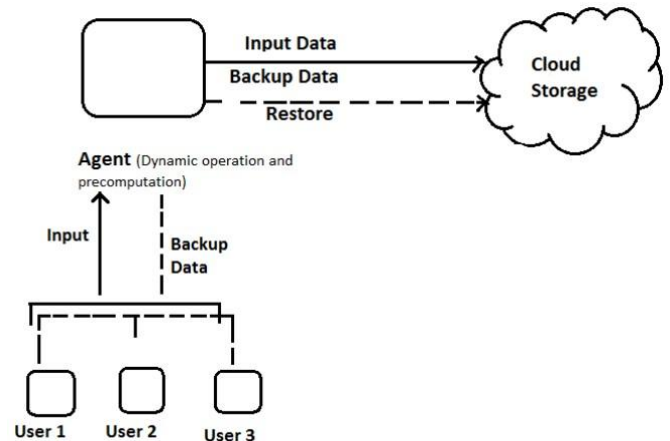 Input Data
Backup Data
Restore
Cloud
Storage
Agent (Dynamic operation and
precomputation)
Input
Backup
Data
User 1
User 2
User 3